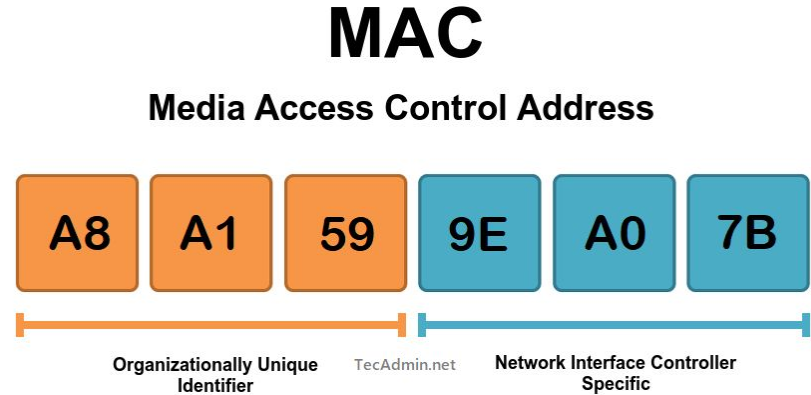 MAC
Media Access Control Address
A8 A1 59 9E A0 7B
Organizationally Unique
Identifier
TecAdmin.net
Network Interface Controller
Specific